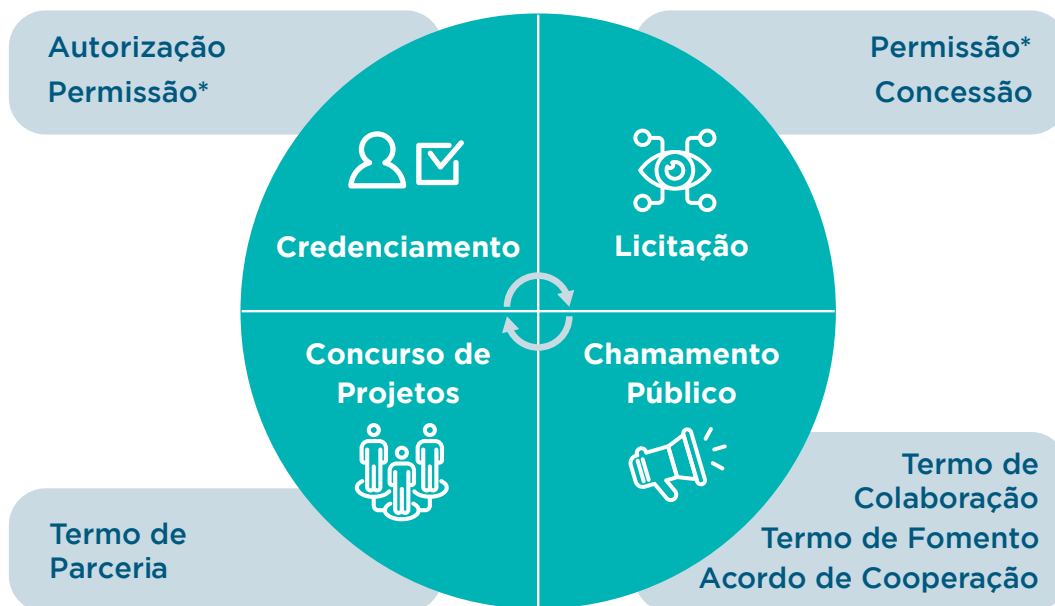 Autorização
Permissão*
Permissão*
Concessão
Credenciamento
Licitação
Concurso de
Projetos
Chamamento
Público
Termo de
Parceria
Termo de
Colaboração
Termo de Fomento
Acordo de Cooperação